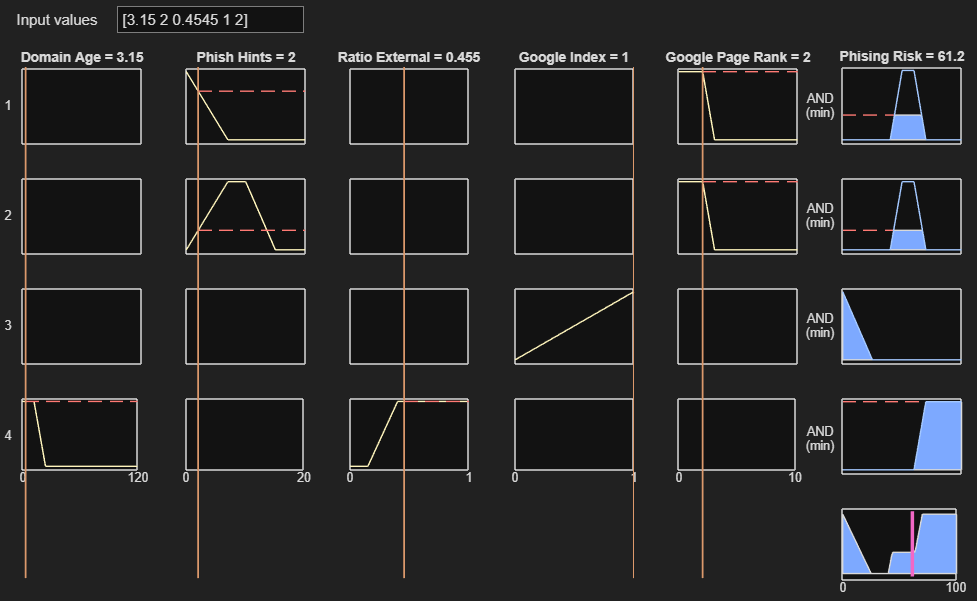 Input values [3.15 2 0.4545 1 2]
Domain Age = 3.15 Phish Hints = 2 Ratio External = 0.455 Google Index = 1 Google Page Rank = 2 Phising Risk = 61.2
1 AND
(min)
2 AND
(min)
3 AND
(min)
4 AND
(min)
120 0 20 0 1 0 1 0 10
0 100